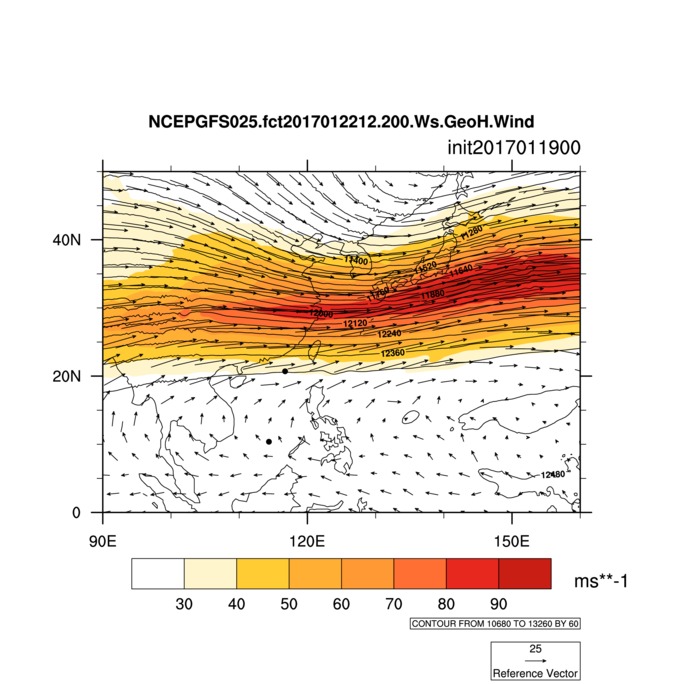 NCEPGFS025.fct2017012212.200.Ws.GeoH.Wind
init2017011900
40N
20N
0
11280
11400
11520
11640
11760
11880
12000
12120
12240
12360
12480
90E 120E 150E
30 40 50 60 70 80 90
ms**-1
CONTOUR FROM 10680 TO 13260 BY 60
25
Reference Vector